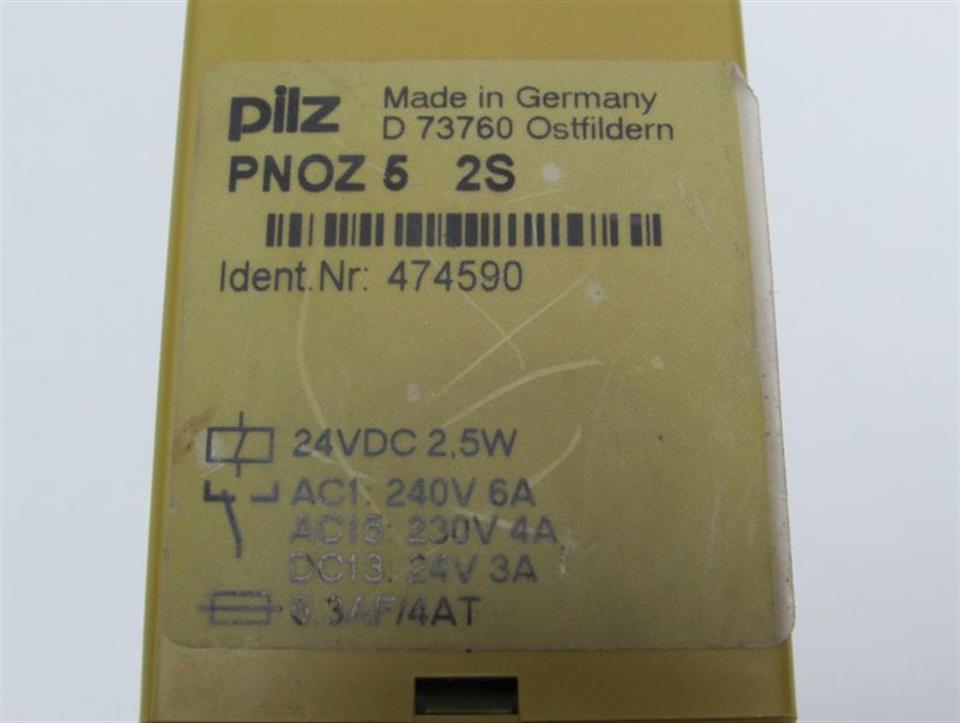 pilz Made in Germany
D 73760 Ostfildern
PNOZ 5 2S
Ident.Nr: 474590
24VDC 2,5W
AC1: 240V 6A
AC15: 230V 4A
DC13: 24V 3A
6.3AF/4AT